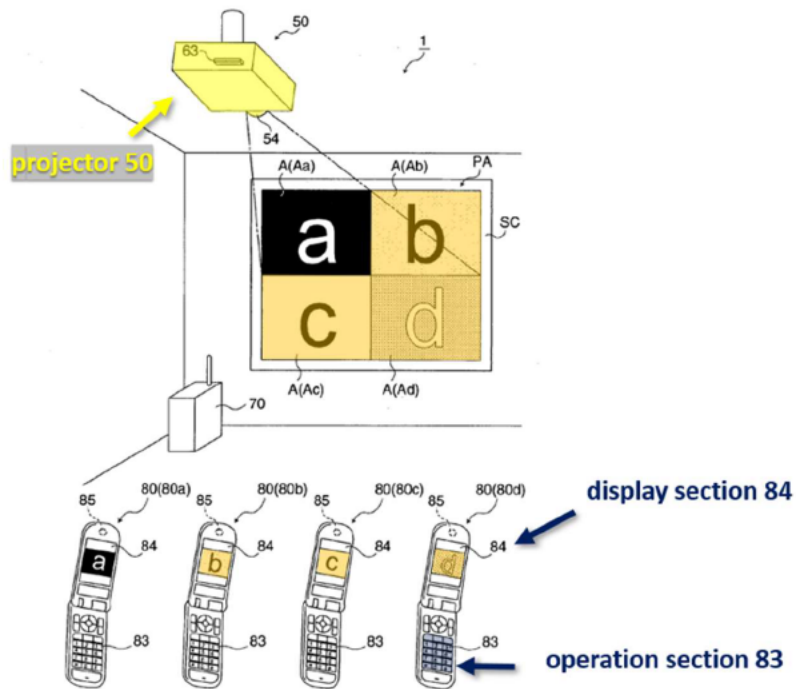 50
63
1
54
projector 50
A(Aa)
A(Ab)
PA
SC
a
b
c
d
A(Ac)
A(Ad)
70
85
80(80a)
85
80(80b)
85
80(80c)
85
80(80d)
display section 84
84
84
84
84
a
b
c
d
83
83
83
83
operation section 83